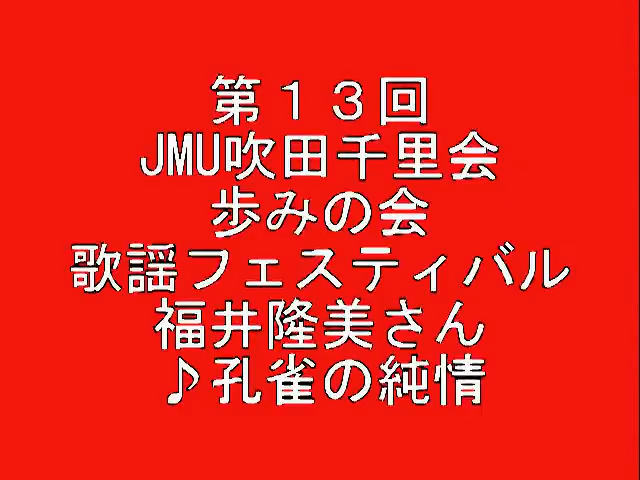 第１３回
JMU吹田千里会
歩みの会
歌謡フェスティバル
福井隆美さん
♪孔雀の純情